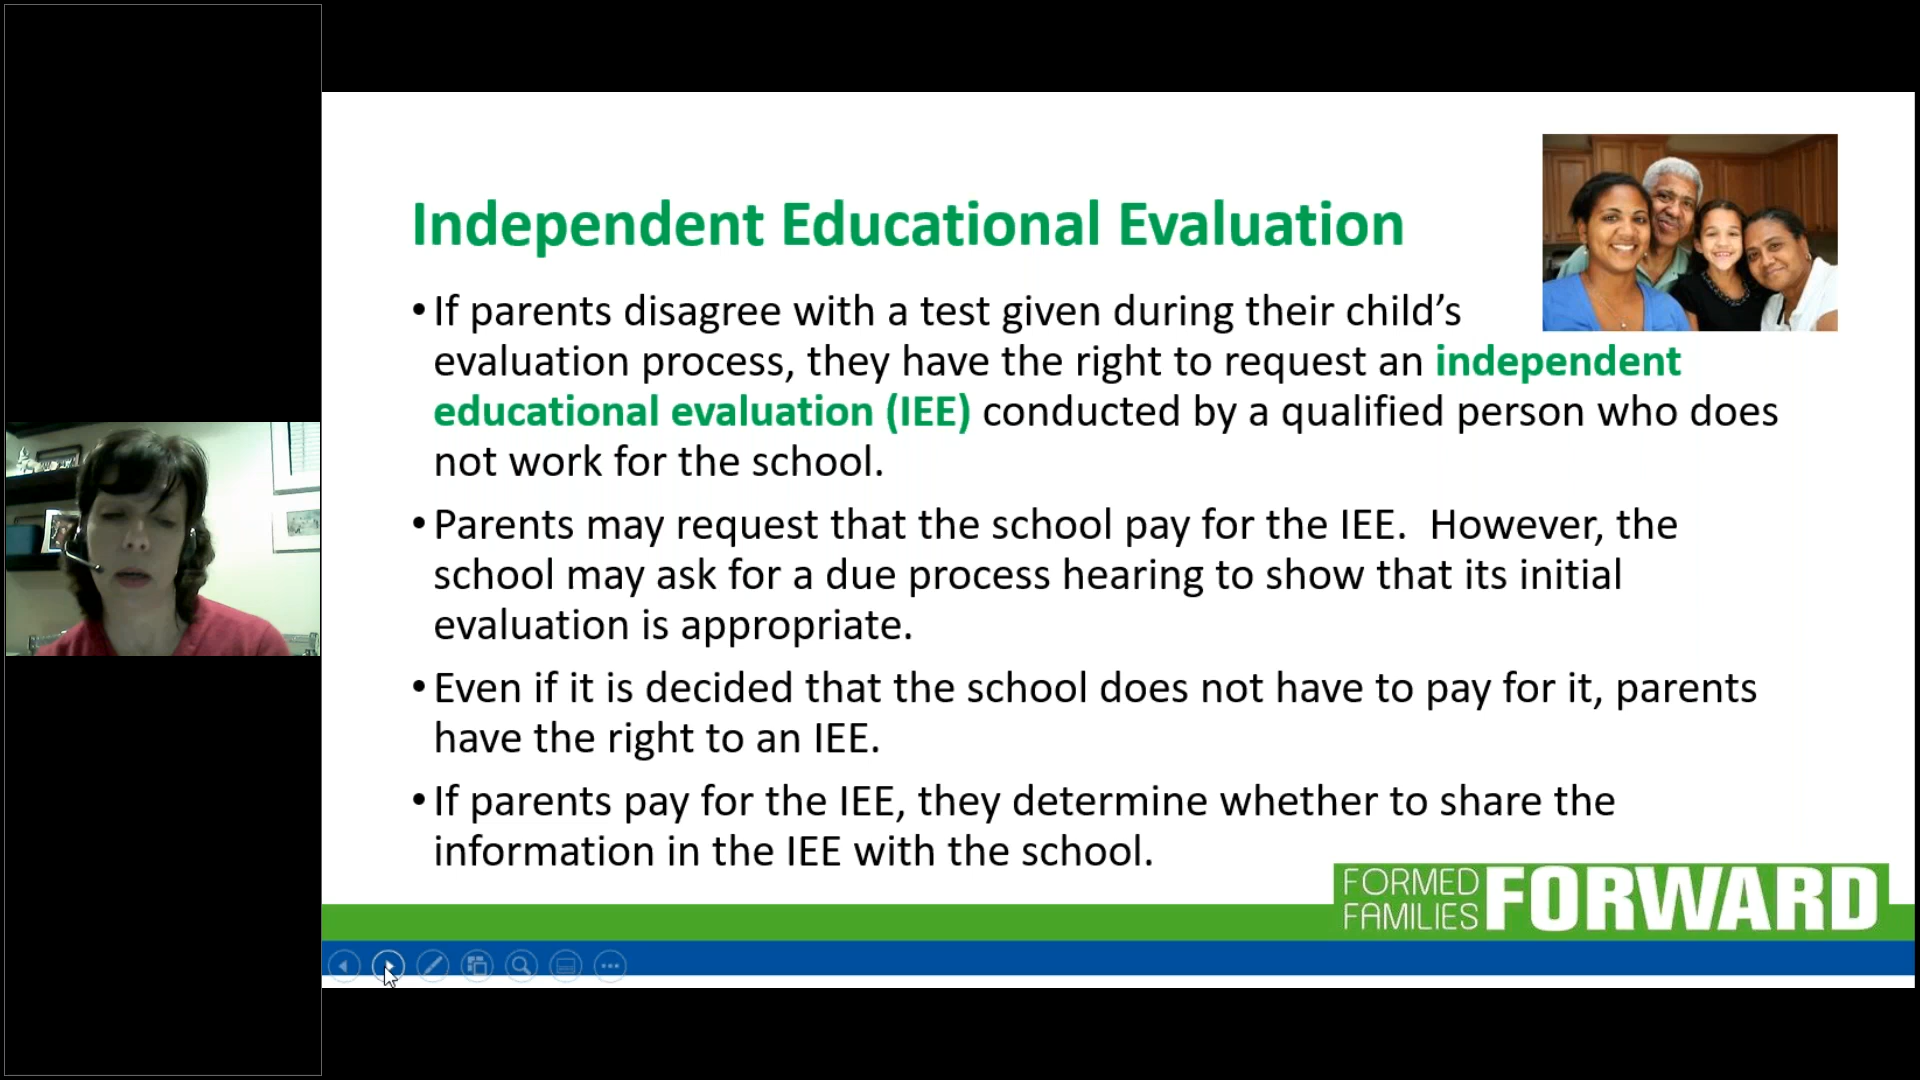 Independent Educational Evaluation
•If parents disagree with a test given during their child’s
evaluation process, they have the right to request an independent
educational evaluation (IEE) conducted by a qualified person who does
not work for the school.
•Parents may request that the school pay for the IEE.  However, the
school may ask for a due process hearing to show that its initial
evaluation is appropriate.
•Even if it is decided that the school does not have to pay for it, parents
have the right to an IEE.
•If parents pay for the IEE, they determine whether to share the
information in the IEE with the school.
FORMED
FAMILIES FORWARD